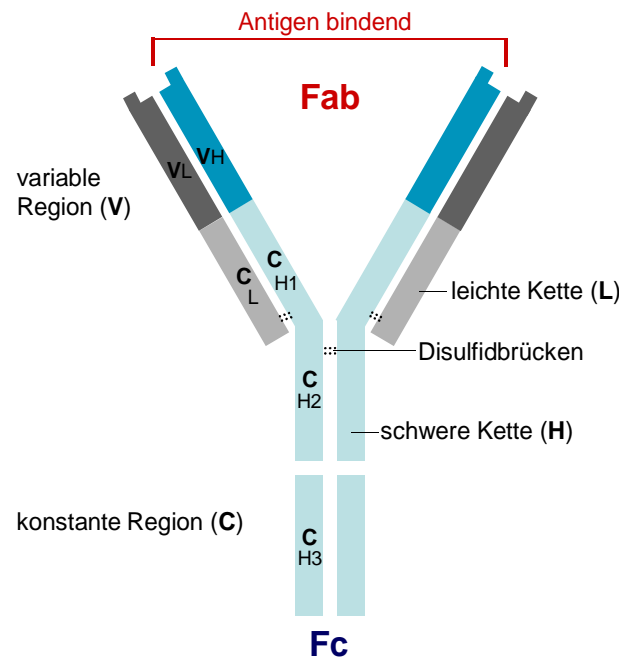 Antigen bindend
Fab
VH
VL
variable
Region (V)
C
H1
C
L
leichte Kette (L)
Disulfidbrücken
C
H2
schwere Kette (H)
konstante Region (C)
C
H3
Fc